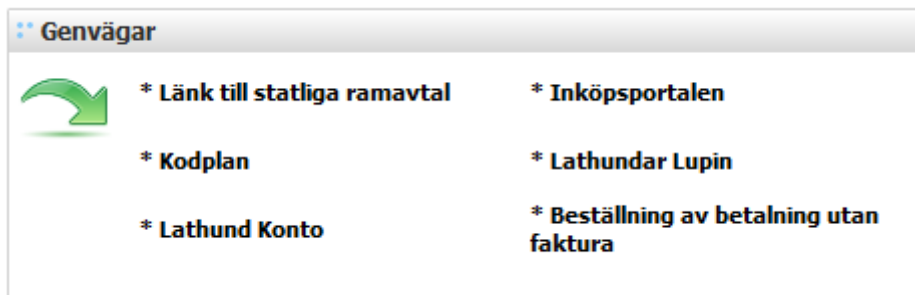 Genvägar
* Länk till statliga ramavtal
* Inköpsportalen
* Kodplan
* Lathundar Lupin
* Lathund Konto
* Beställning av betalning utan
faktura